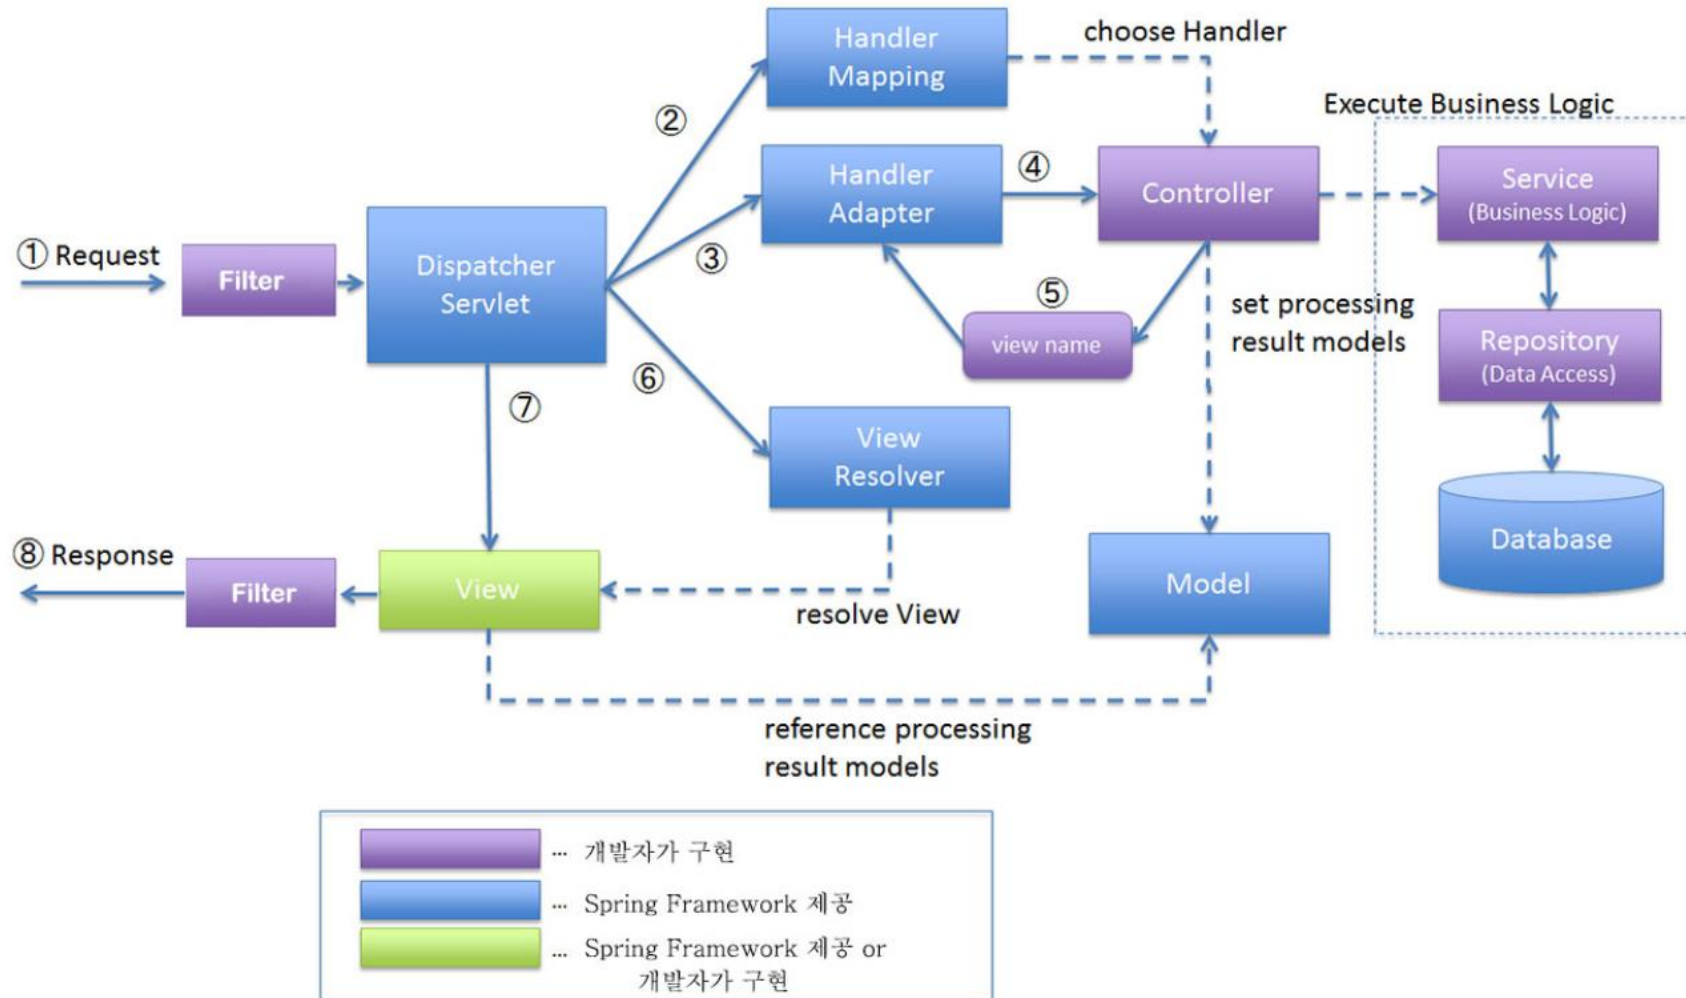 Handler
Mapping
choose Handler
Execute Business Logic
②
Handler
Adapter
④
Controller
Service
(Business Logic)
① Request
Filter
Dispatcher
Servlet
③
⑤
view name
set processing
result models
Repository
(Data Access)
⑥
⑦
View
Resolver
Database
⑧ Response
Filter
View
resolve View
Model
reference processing
result models
... 개발자가 구현
... Spring Framework 제공
... Spring Framework 제공 or
개발자가 구현